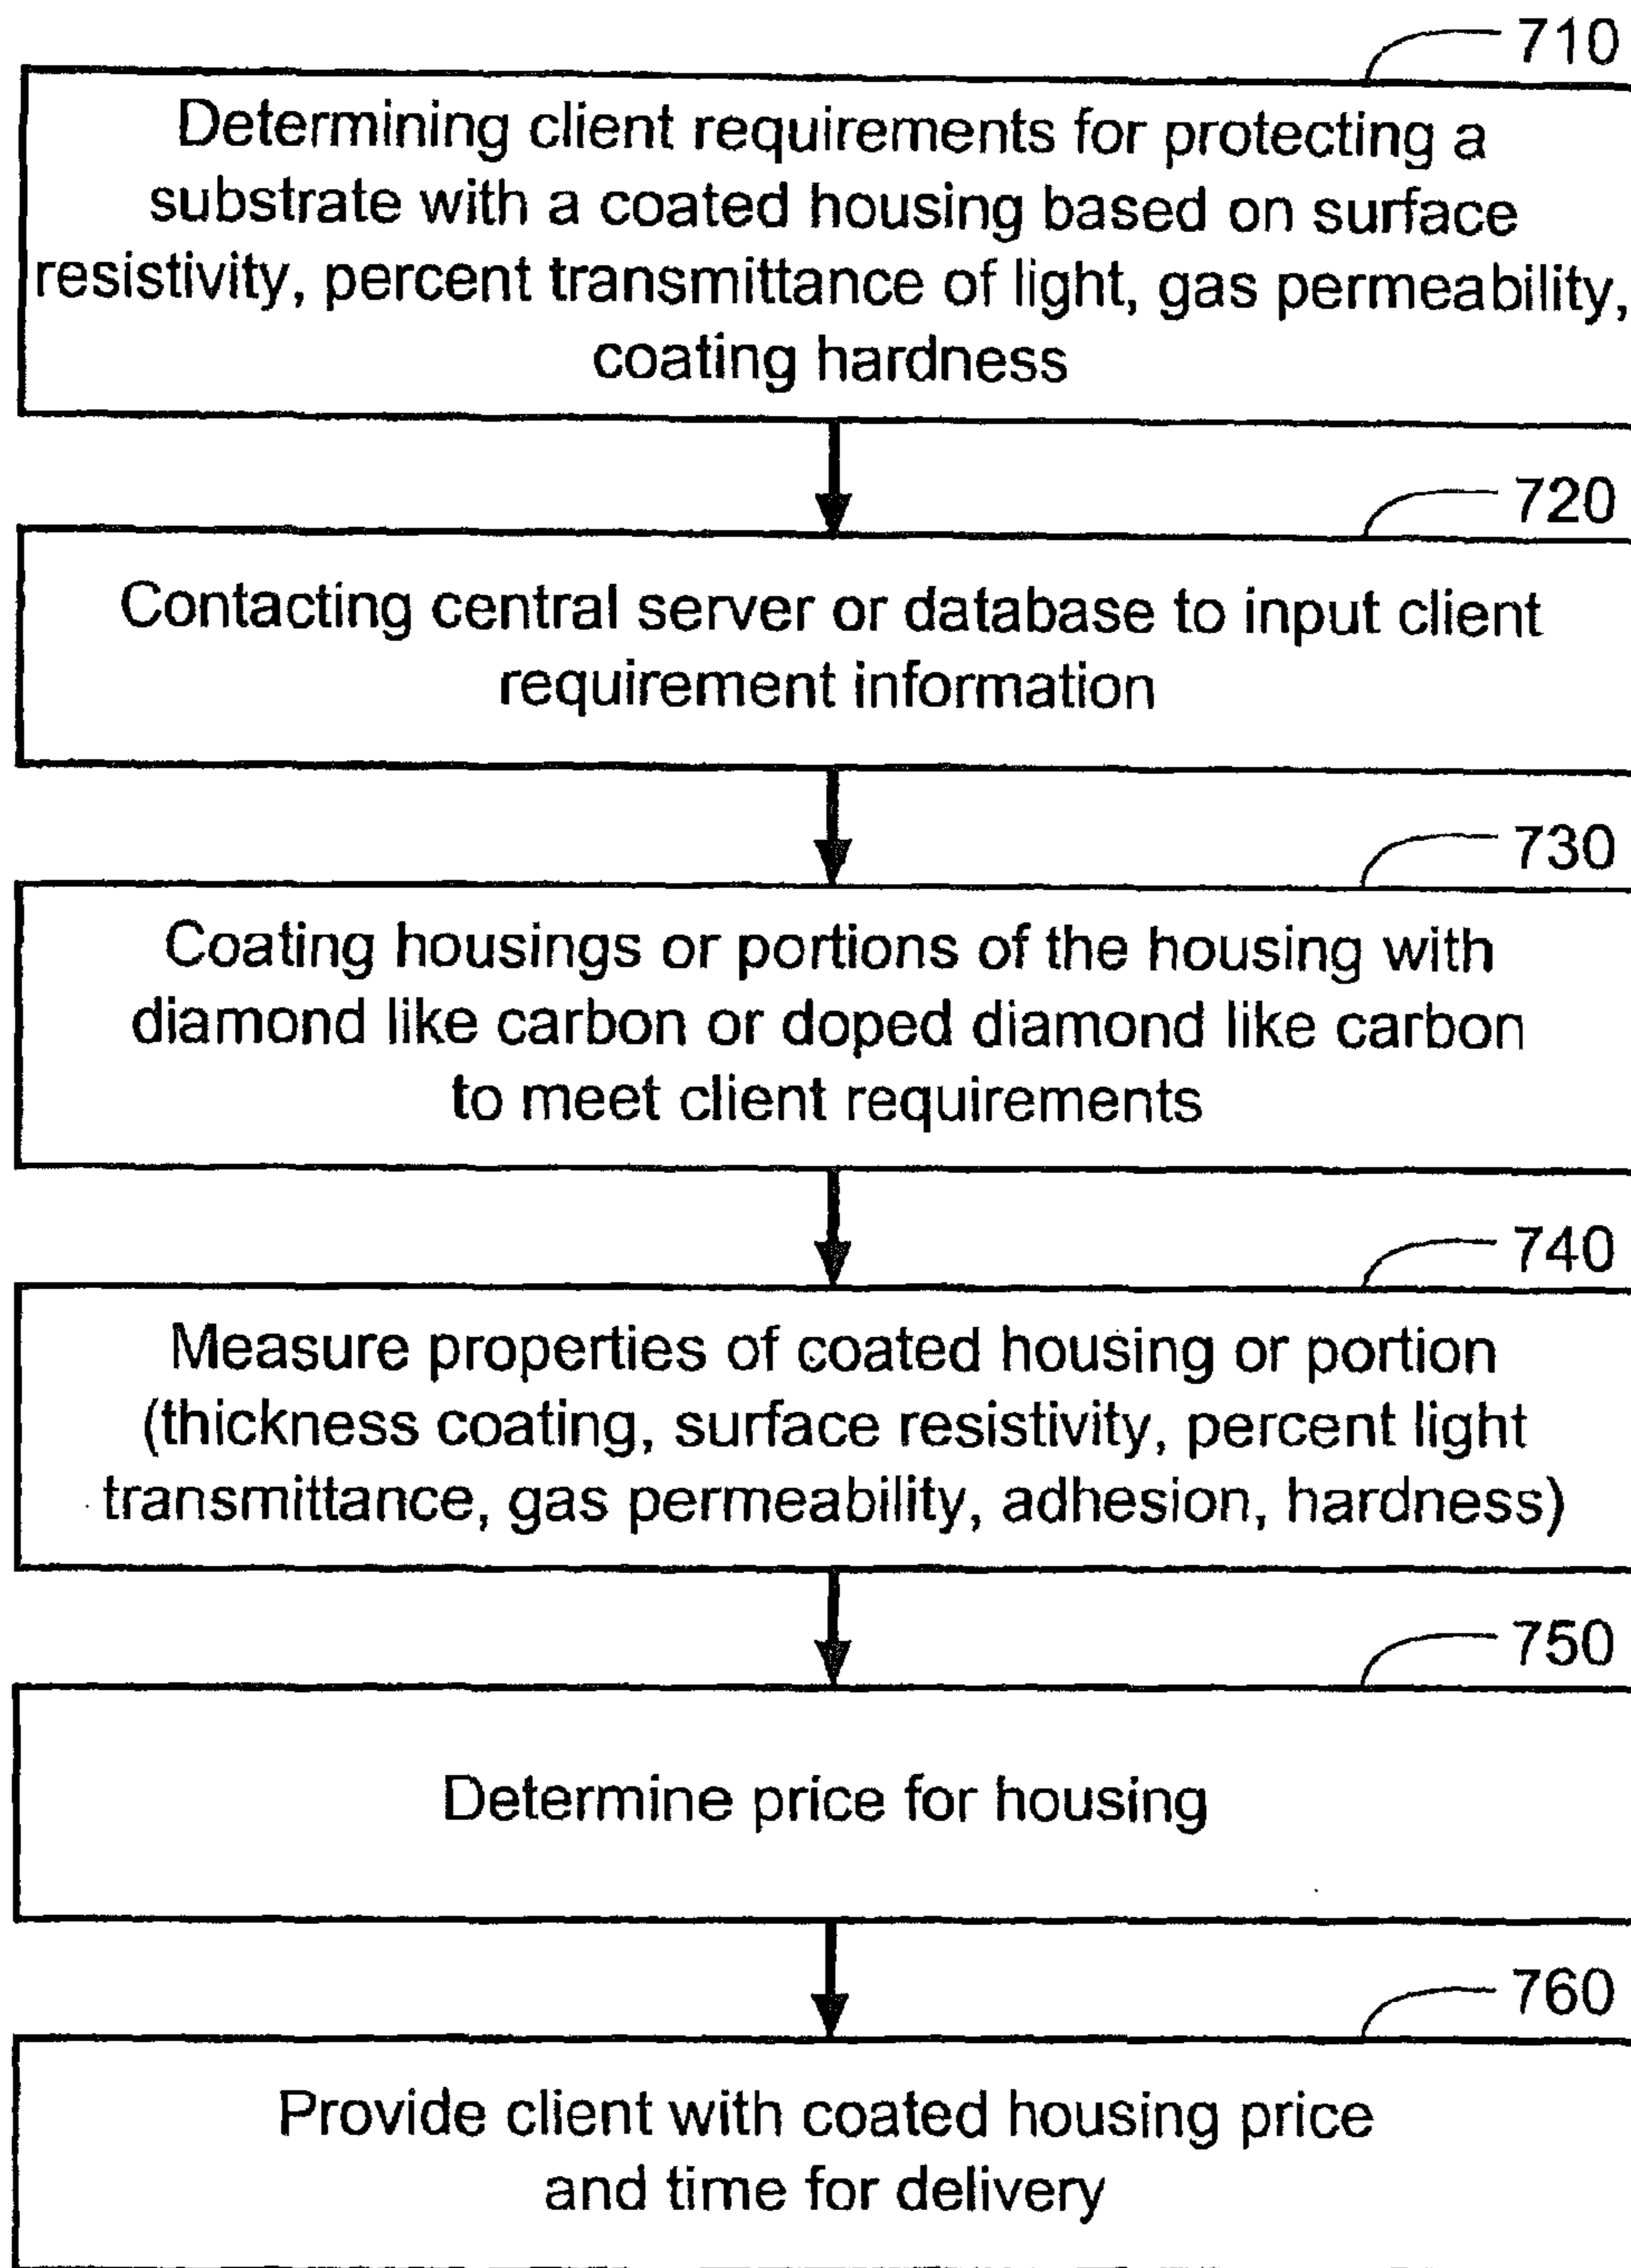 710
Determining client requirements for protecting a
substrate with a coated housing based on surface
resistivity, percent transmittance of light, gas permeability,
coating hardness
720
Contacting central server or database to input client
requirement information
730
Coating housings or portions of the housing with
diamond like carbon or doped diamond like carbon
to meet client requirements
740
Measure properties of coated housing or portion
(thickness coating, surface resistivity, percent light
transmittance, gas permeability, adhesion, hardness)
750
Determine price for housing
760
Provide client with coated housing price
and time for delivery